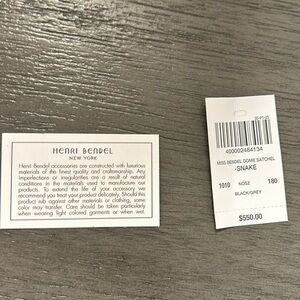 HENRI BENDEL
NEW YORK
Henri Bendel accessories are constructed with luxurious
materials of the finest quality and craftsmanship. Any
imperfections or irregularities are a result of natural
conditions in the materials used to manufacture our
products. To extend the life of your accessory we
recommend that you protect your delicately. Should this
product rub against other materials or clothing, some
color may transfer. Care should be taken particularly
when wearing light colored garments or when wet.
400002484134
MISS BENDEL DOME SATCHEL
-SNAKE
1010 NOSZ 180
BLACK/GREY
$550.00